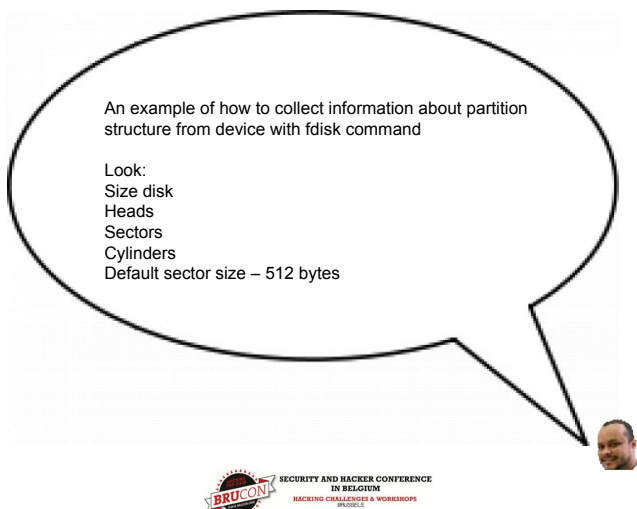 An example of how to collect information about partition
structure from device with fdisk command
Look:
Size disk
Heads
Sectors
Cylinders
Default sector size – 512 bytes
BRUCON
SECURITY AND HACKER CONFERENCE
IN BELGIUM
HACKING CHALLENGES & WORKSHOPS
BRUSSELS